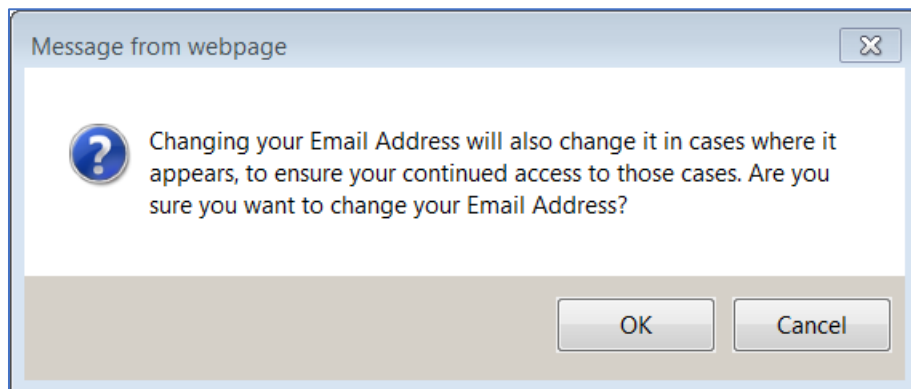 Message from webpage
Changing your Email Address will also change it in cases where it
appears, to ensure your continued access to those cases. Are you
sure you want to change your Email Address?
OK
Cancel